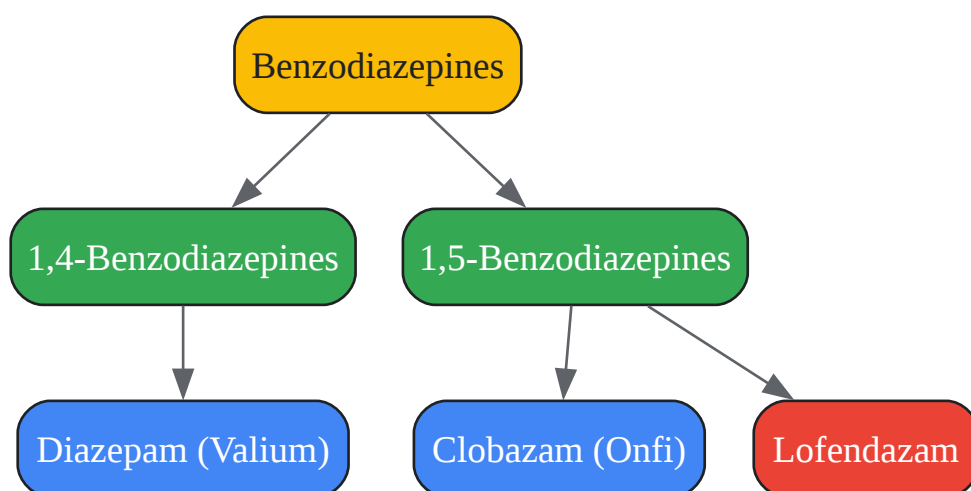 Benzodiazepines
1,4-Benzodiazepines
1,5-Benzodiazepines
Diazepam (Valium)
Clobazam (Onfi)
Lofendazam